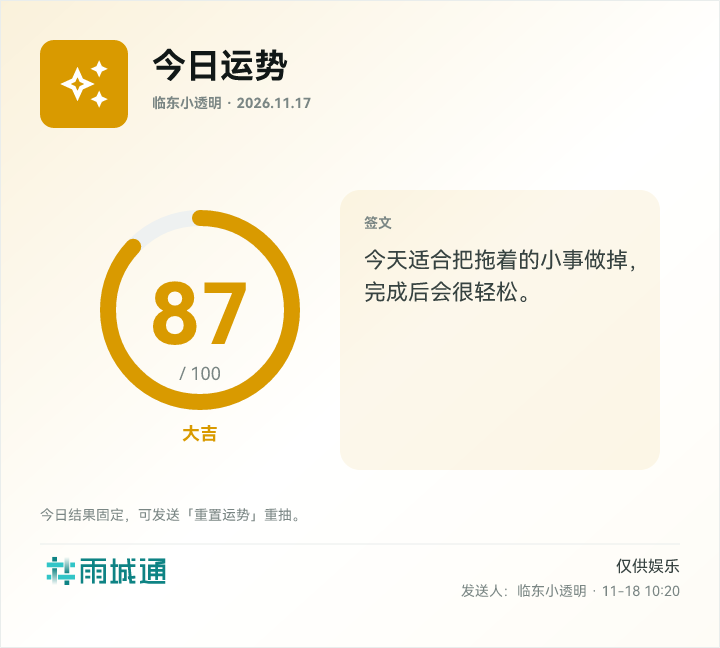 今日运势
临东小透明 · 2026.11.17
87
/ 100
大吉
签文
今天适合把拖着的小事做掉，
完成后会很轻松。
今日结果固定，可发送「重置运势」重抽。
雨城通
仅供娱乐
发送人：临东小透明 · 11-18 10:20